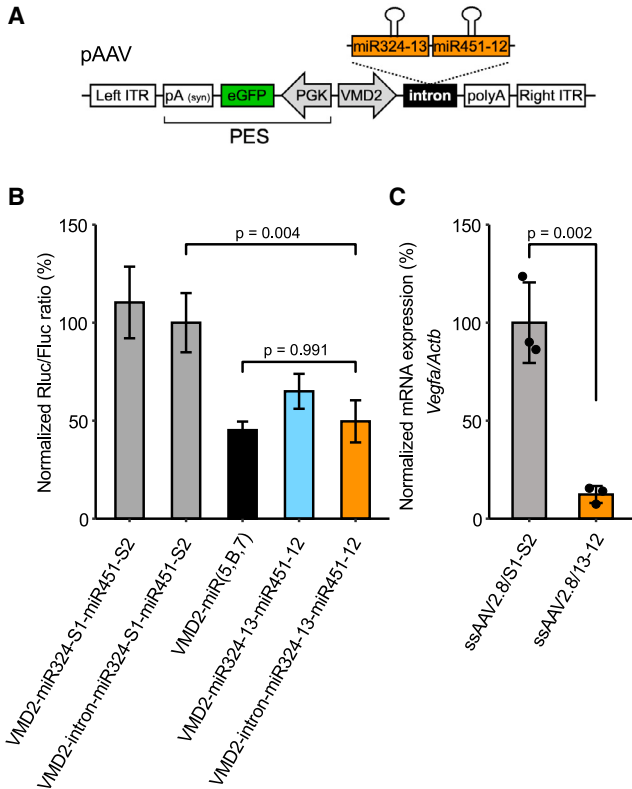 A
pAAV
miR324-13 miR451-12
Left ITR pA (syn) eGFP PGK VMD2 intron polyA Right ITR
PES
B
Normalized Rluc/Fluc ratio (%)
150
100
50
0
p = 0.004
p = 0.991
VMD2-miR324-S1-miR451-S2
VMD2-intron-miR324-S1-miR451-S2
VMD2-miR(5,B,7)
VMD2-miR324-13-miR451-12
VMD2-intron-miR324-13-miR451-12
C
Normalized mRNA expression (%)
Vegfa/Actb
150
100
50
0
p = 0.002
ssAAV2.8/S1-S2
ssAAV2.8/13-12